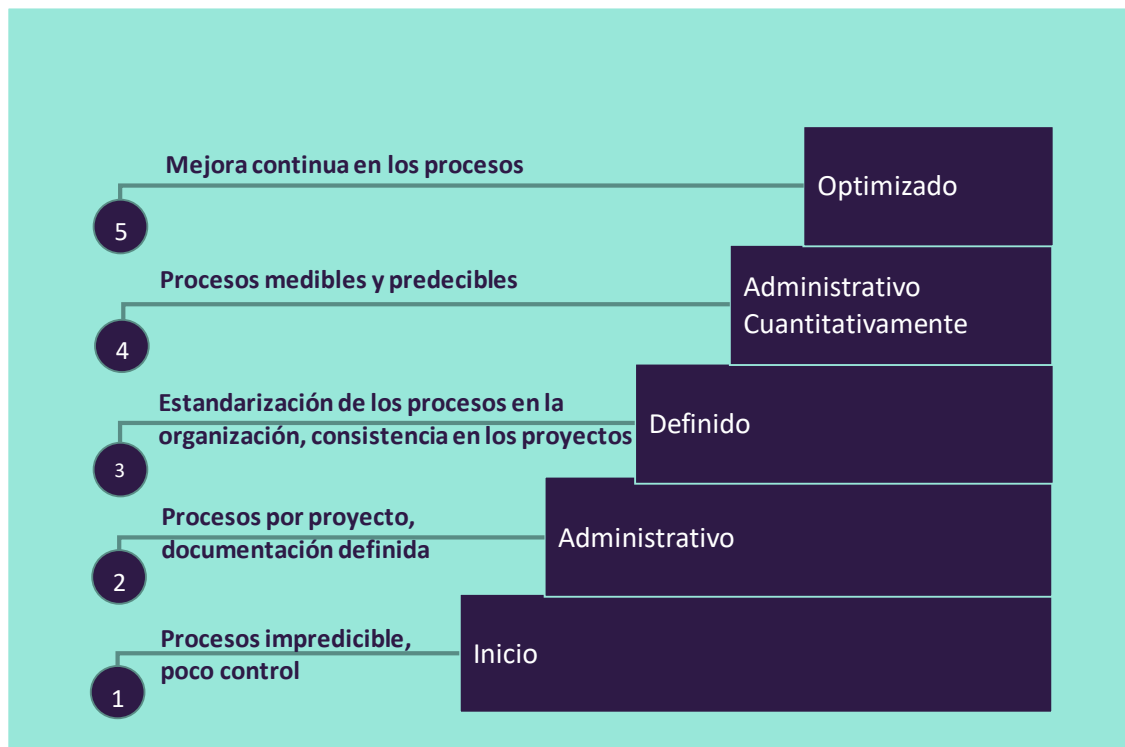 Mejora continua en los procesos
Optimizado
5
Procesos medibles y predecibles
Administrativo
Cuantitativamente
4
Estandarización de los procesos en la
organización, consistencia en los proyectos
Definido
3
Procesos por proyecto,
documentación definida
Administrativo
2
Procesos impredicible,
poco control
Inicio
1